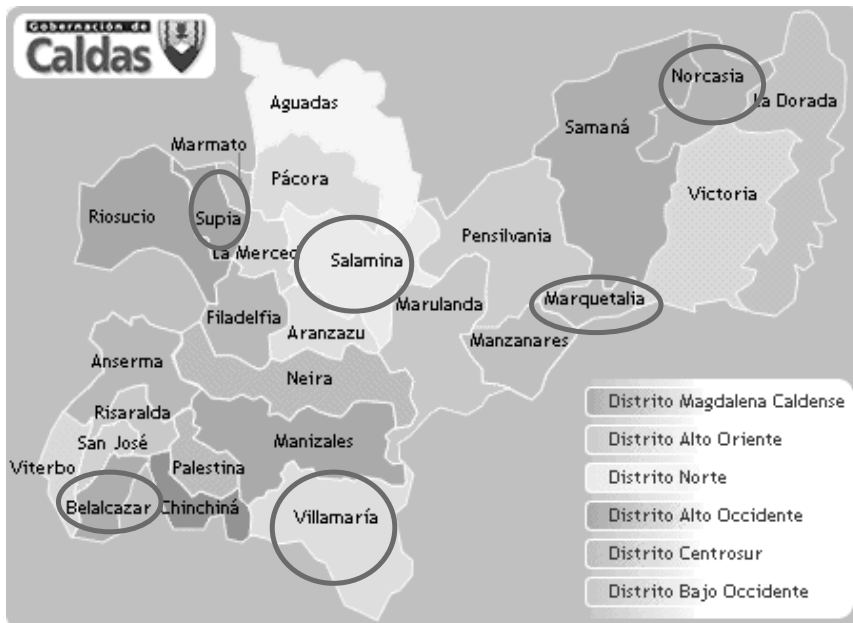 Gobernación de
Caldas
Aguadas
Norcasia
La Dorada
Samaná
Marmato
Pácora
Victoria
Riosucio
Supia
Pensilvania
La Merced
Salamina
Marulanda
Marquetalia
Filadelfia
Aranzazu
Manzanares
Anserma
Neira
Risaralda
San José
Manizales
Viterbo
Palestina
Belalcazar
Chinchiná
Villamaría
Distrito Magdalena Caldense
Distrito Alto Oriente
Distrito Norte
Distrito Alto Occidente
Distrito Centrosur
Distrito Bajo Occidente